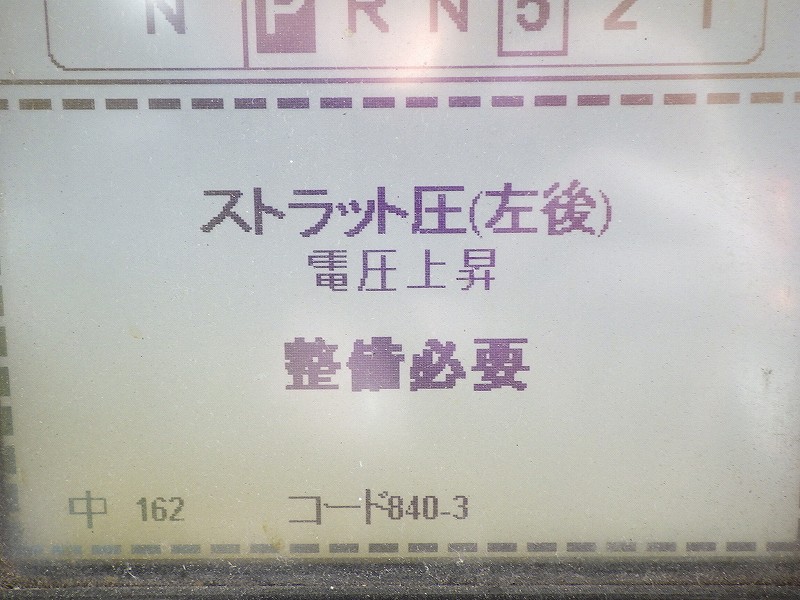 N P R N 5 2 1
ストラット圧(左後)
電圧上昇
整備必要
中 162 コード840-3